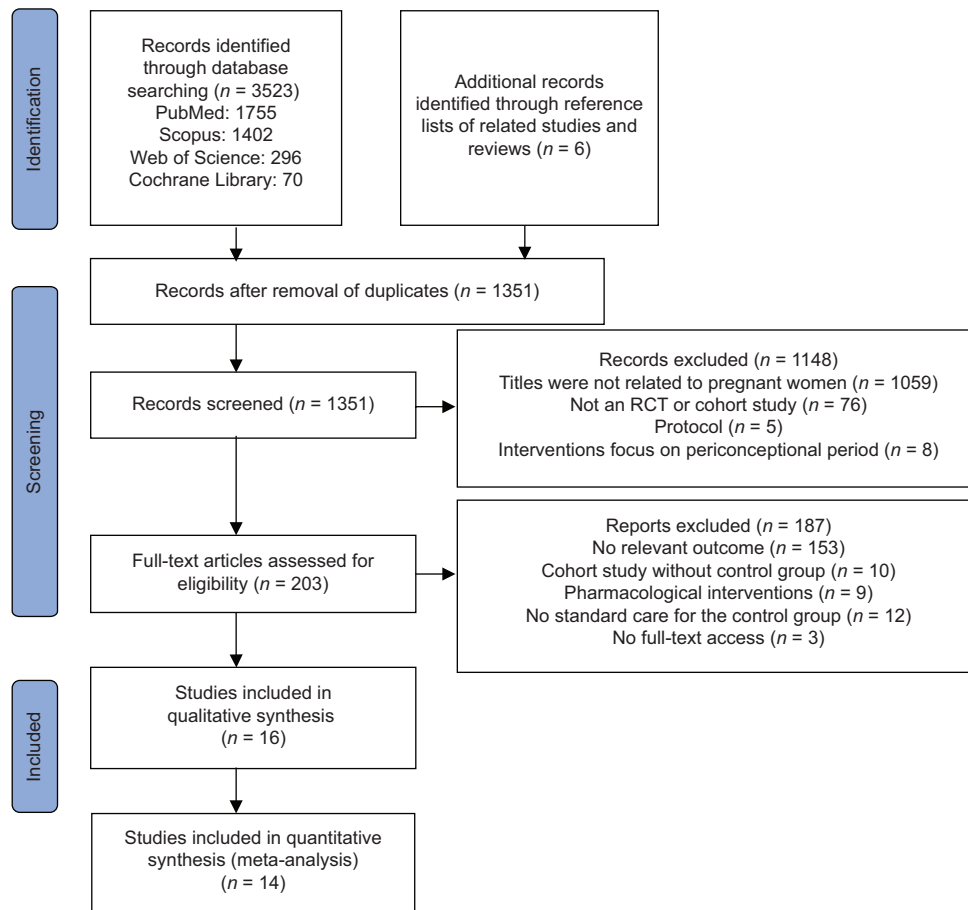 Identification
Records identified
through database
searching (n = 3523)
PubMed: 1755
Scopus: 1402
Web of Science: 296
Cochrane Library: 70
Additional records
identified through reference
lists of related studies and
reviews (n = 6)
Screening
Records after removal of duplicates (n = 1351)
Records screened (n = 1351)
Records excluded (n = 1148)
Titles were not related to pregnant women (n = 1059)
Not an RCT or cohort study (n = 76)
Protocol (n = 5)
Interventions focus on periconceptional period (n = 8)
Full-text articles assessed for
eligibility (n = 203)
Reports excluded (n = 187)
No relevant outcome (n = 153)
Cohort study without control group (n = 10)
Pharmacological interventions (n = 9)
No standard care for the control group (n = 12)
No full-text access (n = 3)
Included
Studies included in
qualitative synthesis
(n = 16)
Studies included in quantitative
synthesis (meta-analysis)
(n = 14)